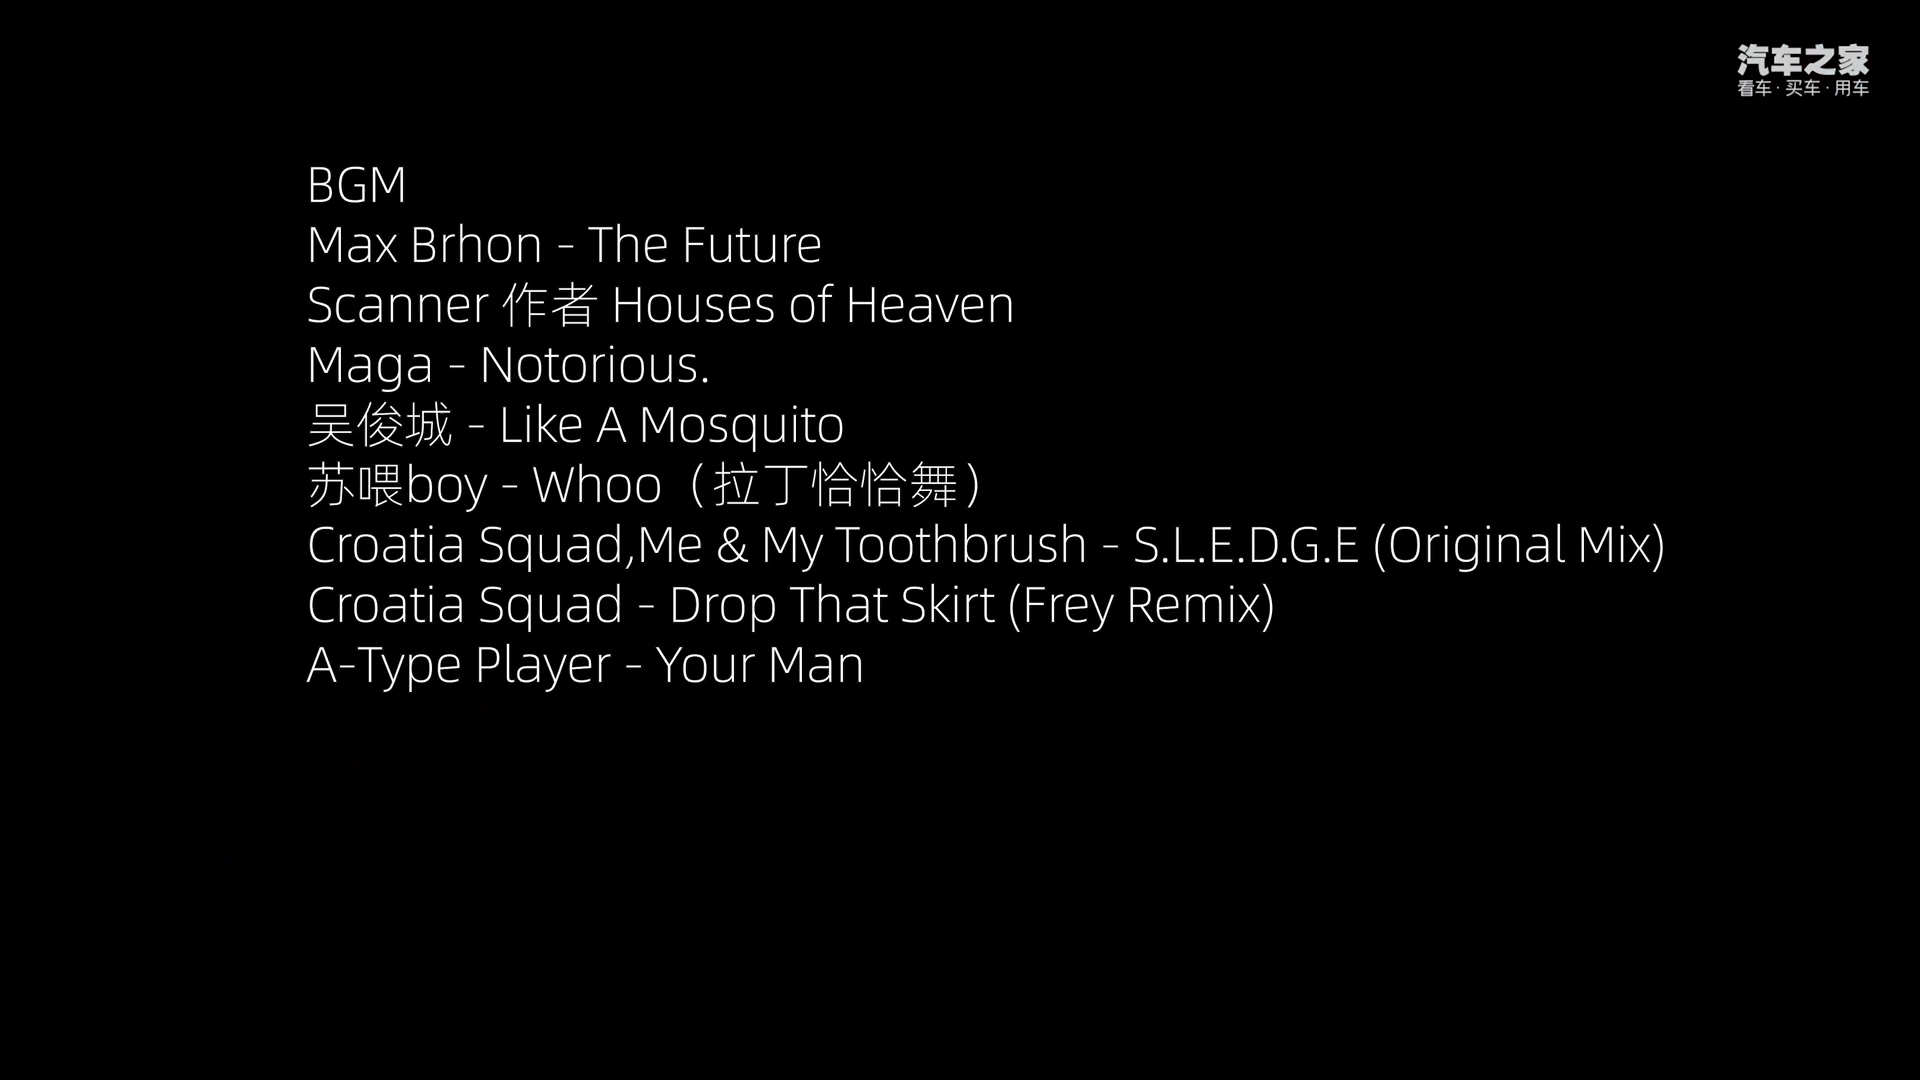 汽车之家
看车·买车·用车
BGM
Max Brhon - The Future
Scanner 作者 Houses of Heaven
Maga - Notorious.
吴俊城 - Like A Mosquito
苏喂boy - Whoo（拉丁恰恰舞）
Croatia Squad,Me & My Toothbrush - S.L.E.D.G.E (Original Mix)
Croatia Squad - Drop That Skirt (Frey Remix)
A-Type Player - Your Man